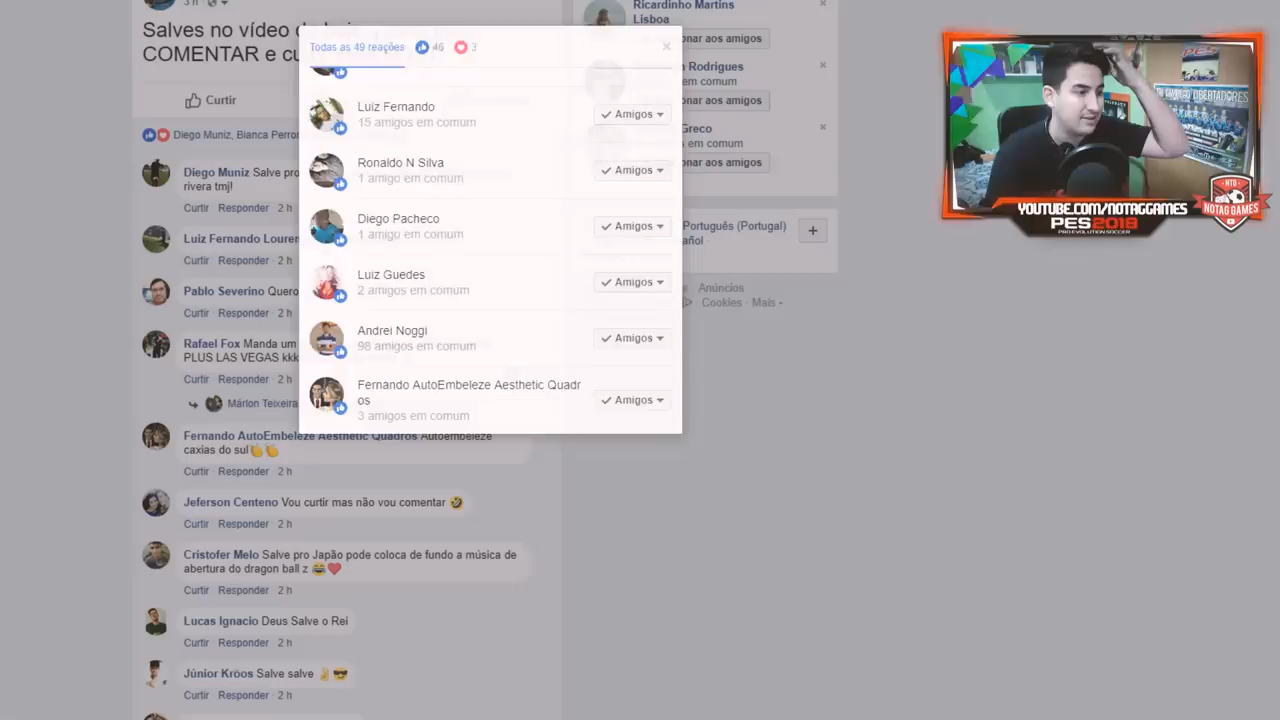 3 h
Salves no vídeo d
COMENTAR e cu
Curtir
Diego Muniz, Bianca Perron
Diego Muniz Salve pro
rivera tmj!
Curtir · Responder · 2 h
Luiz Fernando Louren
Curtir · Responder · 2 h
Pablo Severino Quero
Curtir · Responder · 2 h
Rafael Fox Manda um
PLUS LAS VEGAS kkk
Curtir · Responder · 2 h
Márlon Teixeira
Fernando AutoEmbeleze Aesthetic Quadros Autoembeleze
caxias do sul👏👏
Curtir · Responder · 2 h
Jeferson Centeno Vou curtir mas não vou comentar 🤣
Curtir · Responder · 2 h
Cristofer Melo Salve pro Japão pode coloca de fundo a música de
abertura do dragon ball z 😂❤️
Curtir · Responder · 2 h
Lucas Ignacio Deus Salve o Rei
Curtir · Responder · 2 h
Júnior Kröos Salve salve ✌️😎
Curtir · Responder · 2 h
Todas as 49 reações 46 3
Luiz Fernando
15 amigos em comum
Amigos
Ronaldo N Silva
1 amigo em comum
Amigos
Diego Pacheco
1 amigo em comum
Amigos
Luiz Guedes
2 amigos em comum
Amigos
Andrei Noggi
98 amigos em comum
Amigos
Fernando AutoEmbeleze Aesthetic Quadr
os
3 amigos em comum
Amigos
Ricardinho Martins
Lisboa
onar aos amigos
Rodrigues
s em comum
onar aos amigos
Greco
s em comum
onar aos amigos
Português (Portugal)
añol
+
Anúncios
Cookies · Mais
PES
LIBERTADORES
YOUTUBE.COM/NOTAGGAMES
PES2018
PRO EVOLUTION SOCCER
NTG
NOTAG GAMES